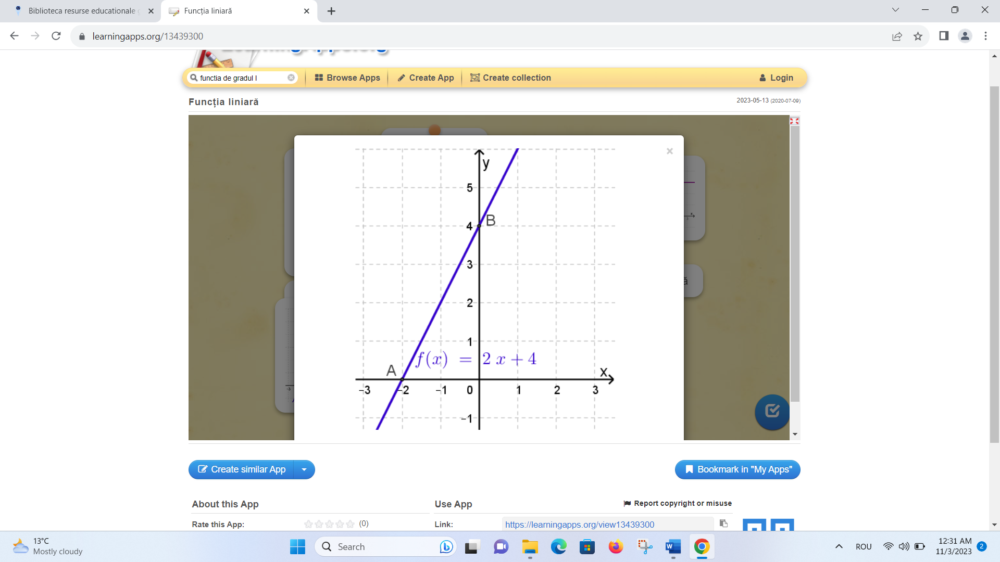 Biblioteca resurse educationale
Funcția liniară
learningapps.org/13439300
functia de gradul I
Browse Apps
Create App
Create collection
Login
Funcția liniară
2023-05-13 (2020-07-09)
y
5
B
4
3
2
1
f(x) = 2 x + 4
A
x
-3 -2 -1 0 1 2 3
-1
ă
x
3
-3
Create similar App
Bookmark in "My Apps"
About this App
Use App
Report copyright or misuse
Rate this App:
(0)
Link:
https://learningapps.org/view13439300
13°C
Mostly cloudy
Search
ROU
12:31 AM
11/3/2023
2